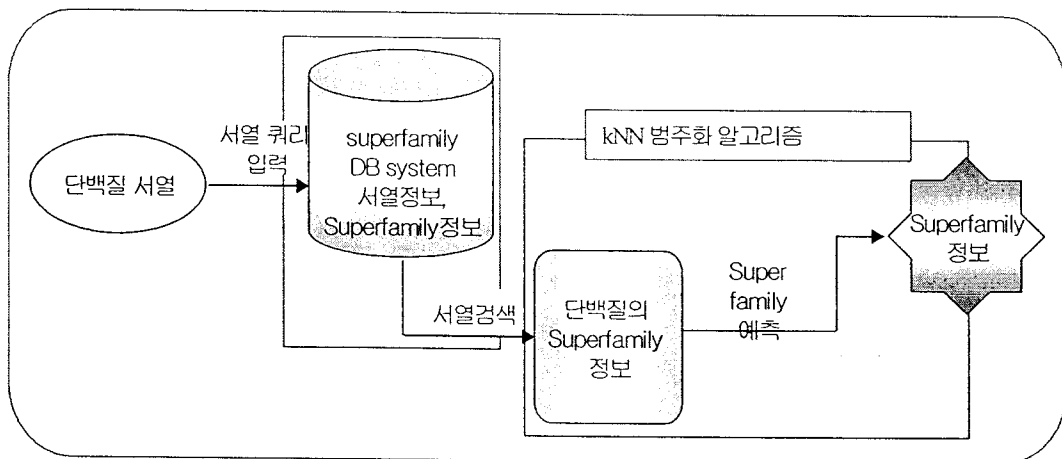 단백질 서열
서열 쿼리
입력
superfamily
DB system
서열정보,
Superfamily정보
서열검색
kNN 범주화 알고리즘
단백질의
Superfamily
정보
Super
family
예측
Superfamily
정보